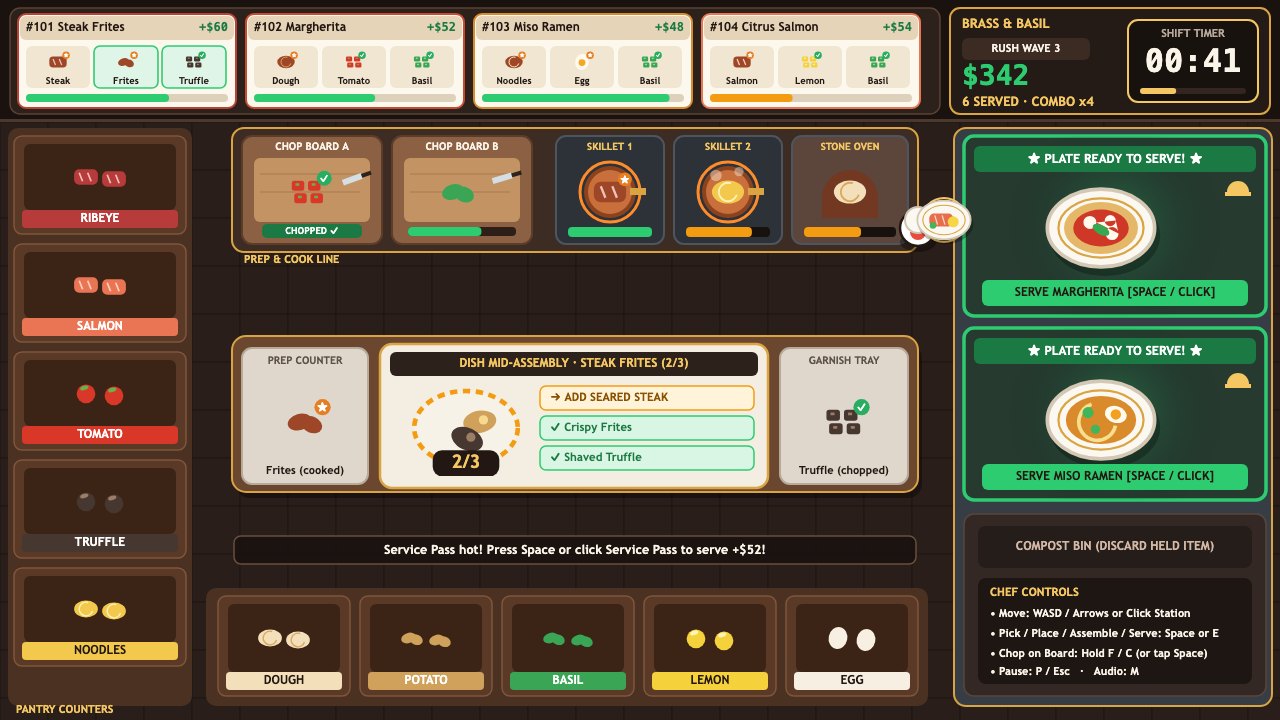 #101 Steak Frites +$60
Steak Frites Truffle
#102 Margherita +$52
Dough Tomato Basil
#103 Miso Ramen +$48
Noodles Egg Basil
#104 Citrus Salmon +$54
Salmon Lemon Basil
BRASS & BASIL
RUSH WAVE 3
$342
6 SERVED · COMBO x4
SHIFT TIMER
00:41
RIBEYE
SALMON
TOMATO
TRUFFLE
NOODLES
PANTRY COUNTERS
CHOP BOARD A
CHOPPED ✓
CHOP BOARD B
SKILLET 1
SKILLET 2
STONE OVEN
PREP & COOK LINE
PREP COUNTER
Frites (cooked)
DISH MID-ASSEMBLY · STEAK FRITES (2/3)
2/3
→ ADD SEARED STEAK
✓ Crispy Frites
✓ Shaved Truffle
GARNISH TRAY
Truffle (chopped)
Service Pass hot! Press Space or click Service Pass to serve +$52!
DOUGH
POTATO
BASIL
LEMON
EGG
★ PLATE READY TO SERVE! ★
SERVE MARGHERITA [SPACE / CLICK]
★ PLATE READY TO SERVE! ★
SERVE MISO RAMEN [SPACE / CLICK]
COMPOST BIN (DISCARD HELD ITEM)
CHEF CONTROLS
• Move: WASD / Arrows or Click Station
• Pick / Place / Assemble / Serve: Space or E
• Chop on Board: Hold F / C (or tap Space)
• Pause: P / Esc · Audio: M